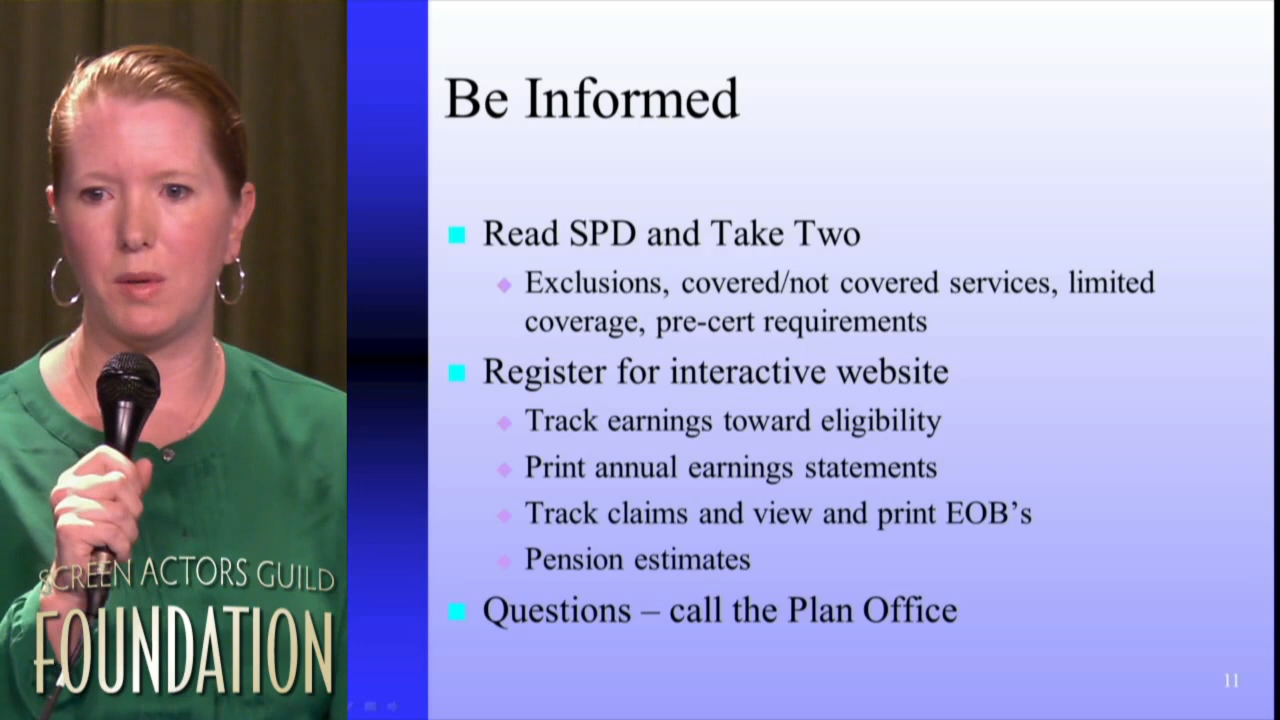 Be Informed
Read SPD and Take Two
Exclusions, covered/not covered services, limited
coverage, pre-cert requirements
Register for interactive website
Track earnings toward eligibility
Print annual earnings statements
Track claims and view and print EOB's
Pension estimates
Questions – call the Plan Office
11
SCREEN ACTORS GUILD
FOUNDATION